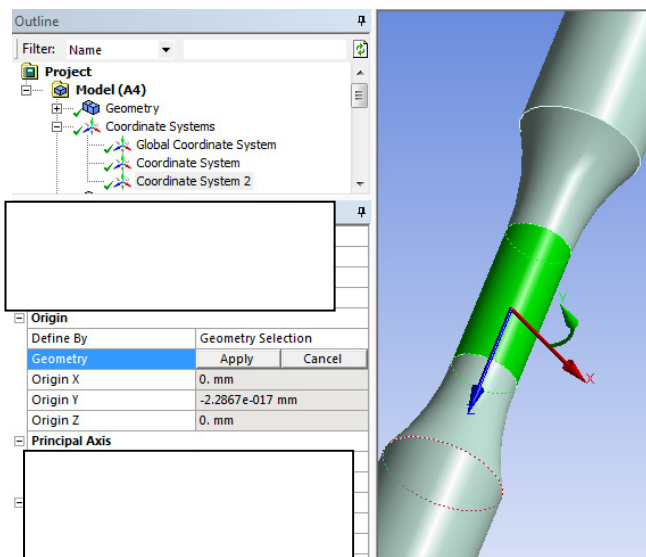 Outline
Filter: Name
Project
Model (A4)
Geometry
Coordinate Systems
Global Coordinate System
Coordinate System
Coordinate System 2
Origin
Define By Geometry Selection
Geometry Apply Cancel
Origin X 0. mm
Origin Y -2.2867e-017 mm
Origin Z 0. mm
Principal Axis
Y
X
Z